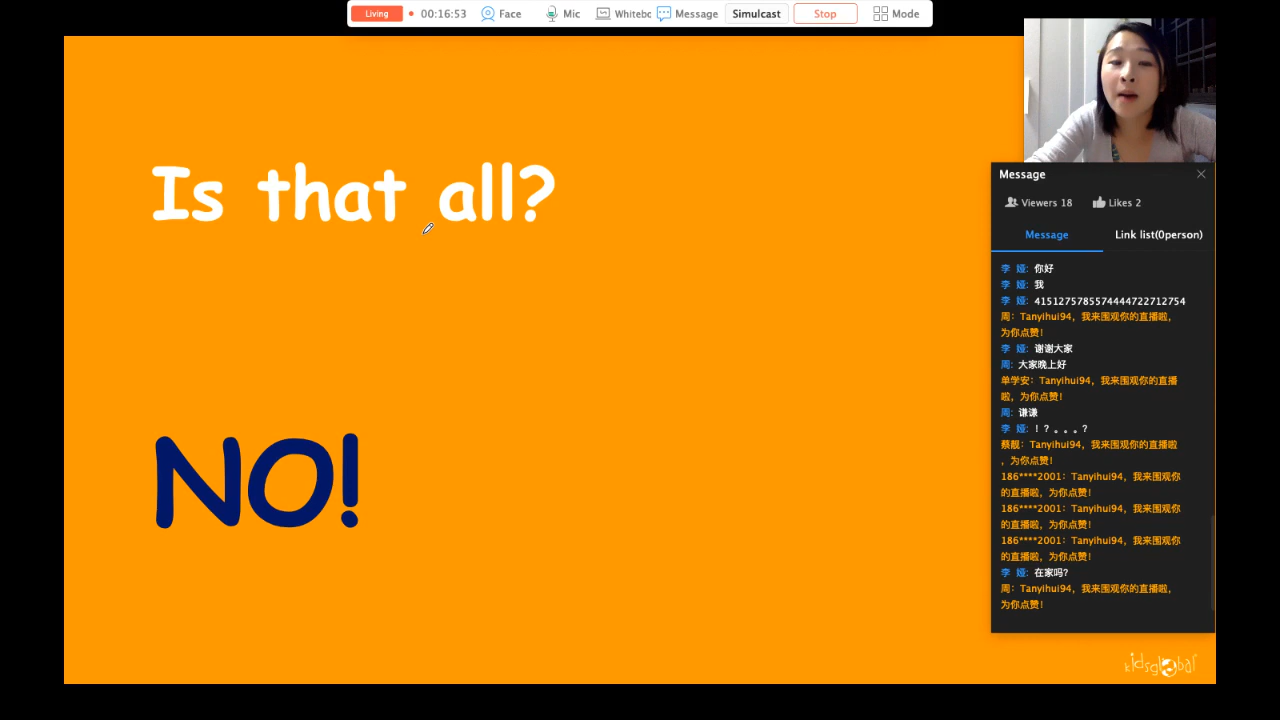 Living 00:16:53 Face Mic Whitebc Message Simulcast Stop Mode
Is that all?
NO!
Message
Viewers 18 Likes 2
Message Link list(0person)
李 娅: 你好
李 娅: 我
李 娅: 4151275785574444722712754
周: Tanyihui94, 我来围观你的直播啦,
为你点赞!
李 娅: 谢谢大家
周: 大家晚上好
单学安: Tanyihui94, 我来围观你的直播
啦, 为你点赞!
周: 谦谦
李 娅: ! ? 。。。?
蔡靓: Tanyihui94, 我来围观你的直播啦
, 为你点赞!
186****2001: Tanyihui94, 我来围观你
的直播啦, 为你点赞!
186****2001: Tanyihui94, 我来围观你
的直播啦, 为你点赞!
186****2001: Tanyihui94, 我来围观你
的直播啦, 为你点赞!
李 娅: 在家吗?
周: Tanyihui94, 我来围观你的直播啦,
为你点赞!
kidsglobal